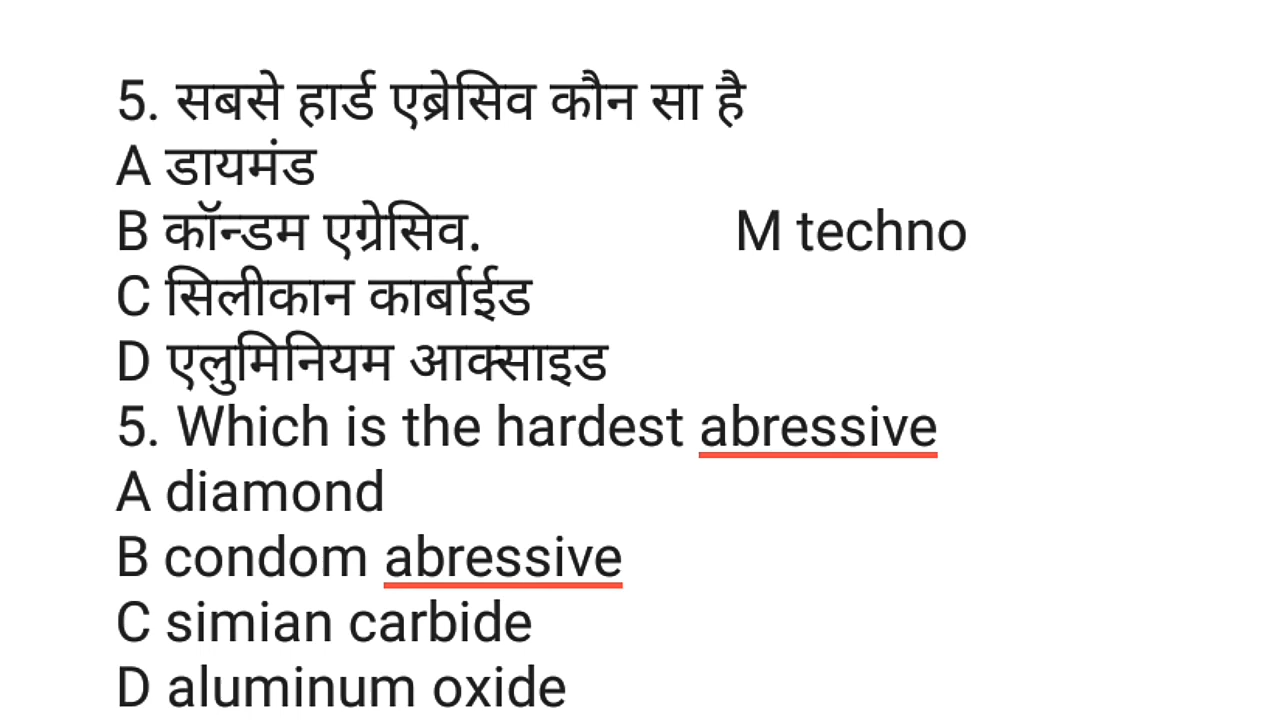 5. सबसे हार्ड एब्रेसिव कौन सा है
A डायमंड
B कॉन्डम एग्रेसिव. M techno
C सिलीकान कार्बाईड
D एलुमिनियम आक्साइड
5. Which is the hardest abressive
A diamond
B condom abressive
C simian carbide
D aluminum oxide